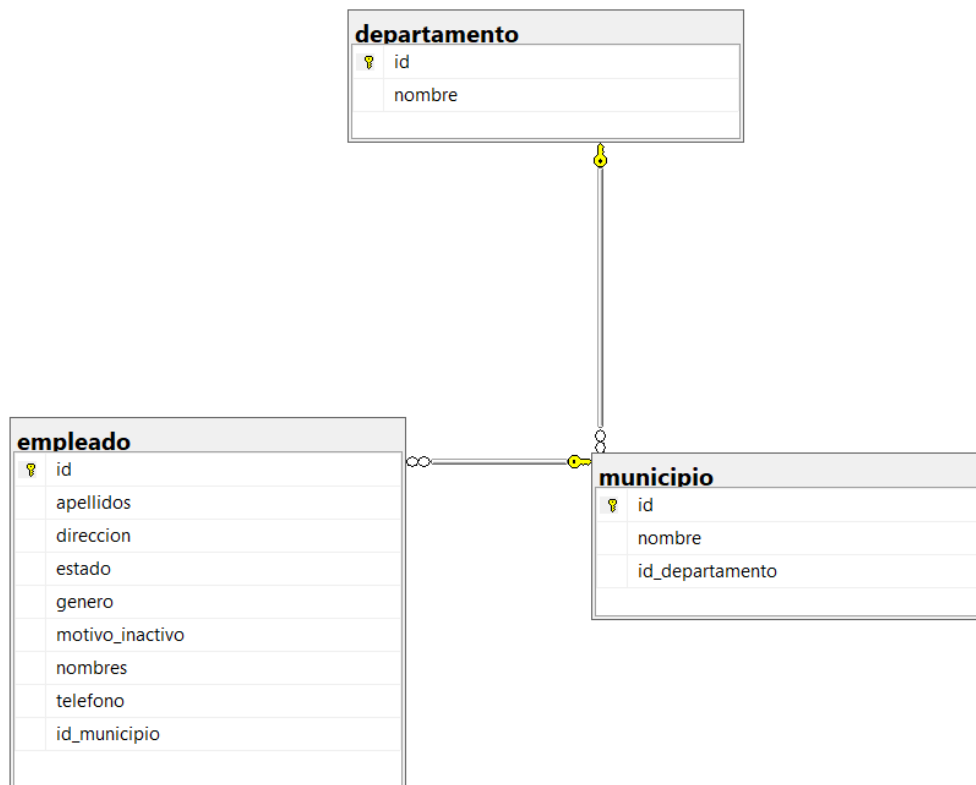 departamento
id
nombre
empleado
id
apellidos
direccion
estado
genero
motivo_inactivo
nombres
telefono
id_municipio
municipio
id
nombre
id_departamento